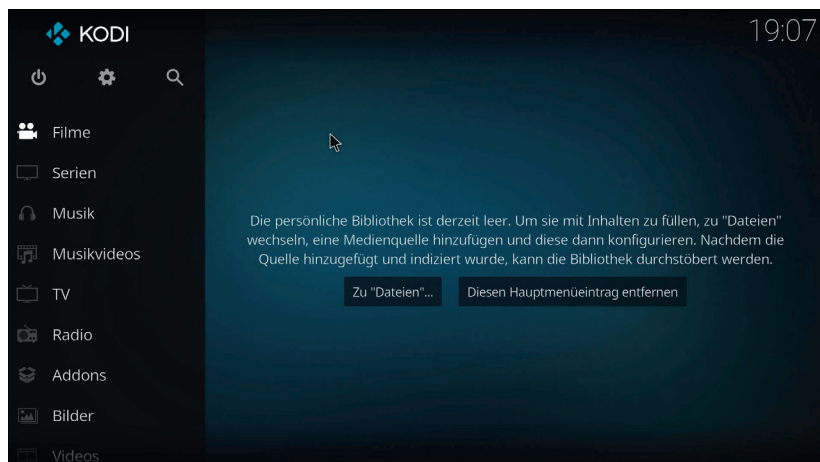 KODI
19:07
Filme
Serien
Musik
Musikvideos
TV
Radio
Addons
Bilder
Videos
Die persönliche Bibliothek ist derzeit leer. Um sie mit Inhalten zu füllen, zu "Dateien"
wechseln, eine Medienquelle hinzufügen und diese dann konfigurieren. Nachdem die
Quelle hinzugefügt und indiziert wurde, kann die Bibliothek durchstöbert werden.
Zu "Dateien"...
Diesen Hauptmenüeintrag entfernen